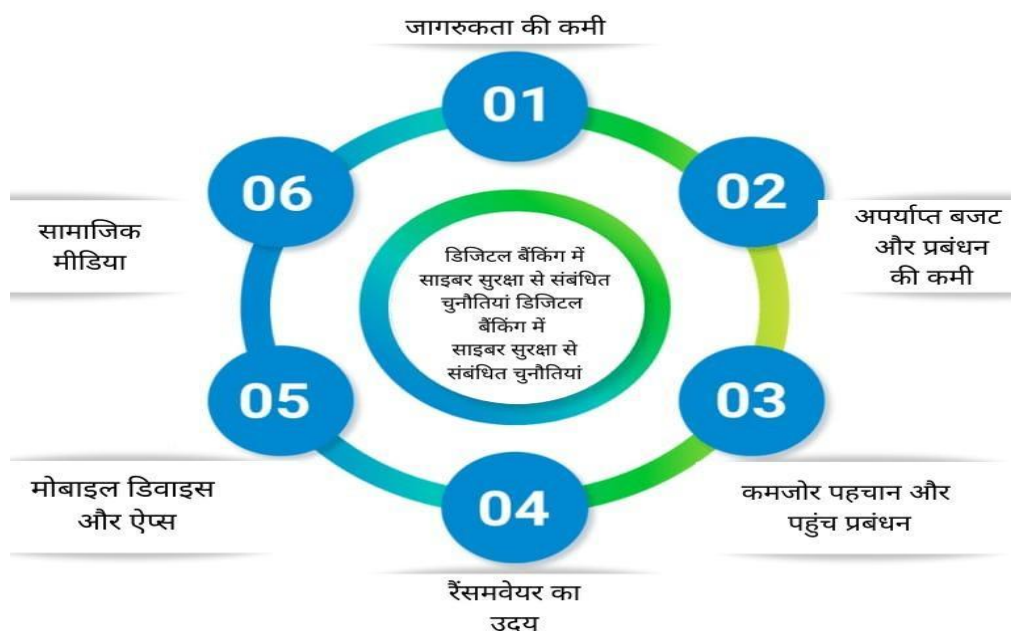 जागरुकता की कमी
01
02
अपर्याप्त बजट
और प्रबंधन
की कमी
03
कमजोर पहचान और
पहुंच प्रबंधन
04
रैंसमवेयर का
उदय
05
मोबाइल डिवाइस
और ऐप्स
06
सामाजिक
मीडिया
डिजिटल बैंकिंग में
साइबर सुरक्षा से संबंधित
चुनौतियां डिजिटल
बैंकिंग में
साइबर सुरक्षा से
संबंधित चुनौतियां